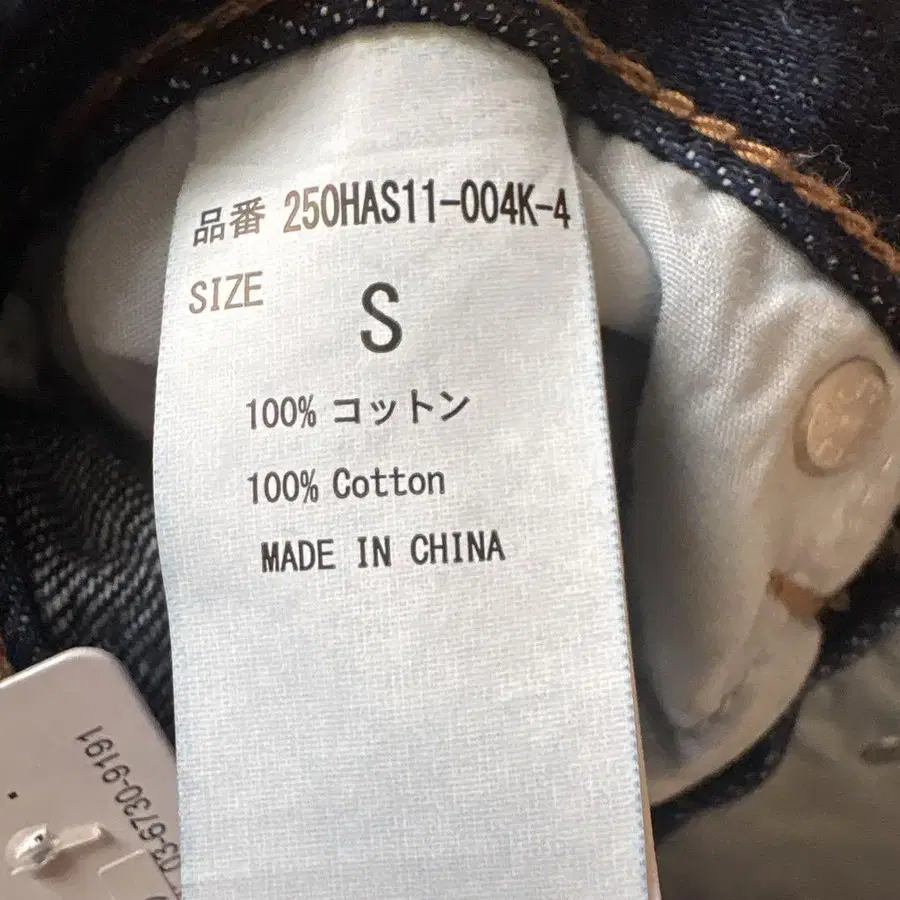 品番 250HAS11-004K-4
SIZE S
100% コットン
100% Cotton
MADE IN CHINA
03-6730-9191